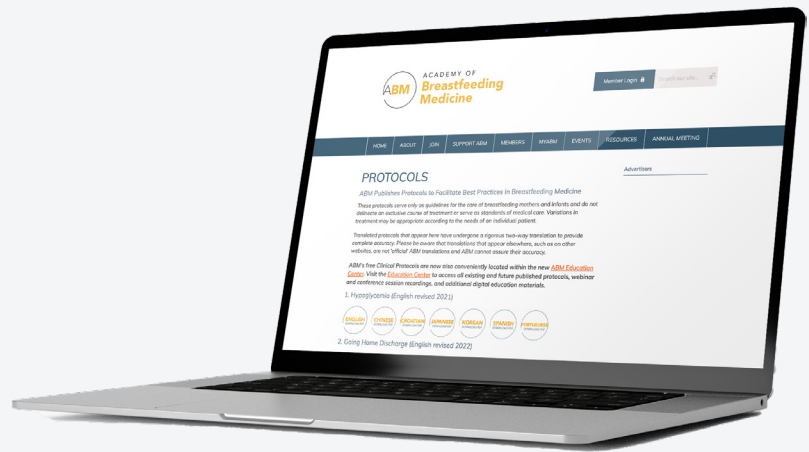 ACADEMY OF
ABM
Breastfeeding
Medicine
Member Login
HOME
ABOUT
JOIN
SUPPORT ABM
MEMBERS
MYABM
EVENTS
RESOURCES
ANNUAL MEETING
PROTOCOLS
Advertisers
ABM Publishes Protocols to Facilitate Best Practices in Breastfeeding Medicine
These protocols serve only as guidelines for the care of breastfeeding mothers and infants and do not
delineate an exclusive course of treatment or serve as standards of medical care. Variations in
treatment may be appropriate according to the needs of an individual patient.
Translated protocols that appear here have undergone a rigorous two-way translation to provide
complete accuracy. Please be aware that translations that appear elsewhere, such as on other
websites, are not 'official' ABM translations and ABM cannot assure their accuracy.
ABM's free Clinical Protocols are now also conveniently located within the new ABM Education
Center. Visit the Education Center to access all existing and future published protocols, webinar
and conference session recordings, and additional digital education materials.
1. Hypoglycemia (English revised 2021)
ENGLISH
CHINESE
CROATIAN
JAPANESE
KOREAN
SPANISH
PORTUGUESE
2. Going Home Discharge (English revised 2022)